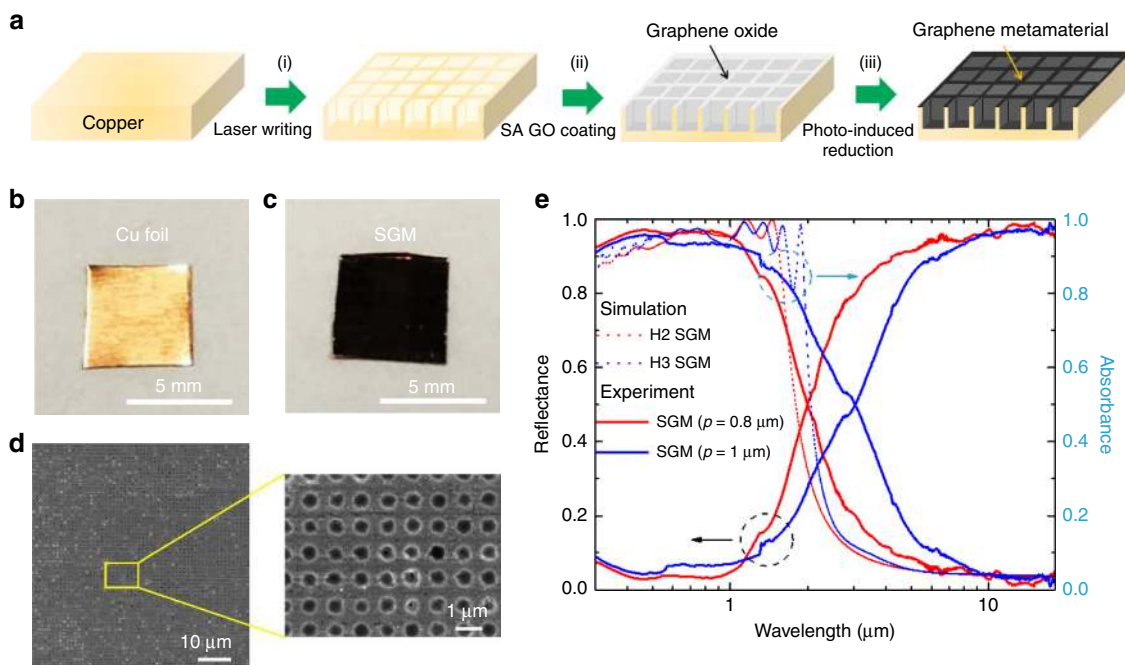 a
Copper
(i)
Laser writing
(ii)
SA GO coating
Graphene oxide
(iii)
Photo-induced
reduction
Graphene metamaterial
b
Cu foil
5 mm
c
SGM
5 mm
d
10 μm
1 μm
e
1.0
0.8
0.6
0.4
0.2
0.0
Reflectance
Simulation
H2 SGM
H3 SGM
Experiment
SGM (p = 0.8 μm)
SGM (p = 1 μm)
1.0
0.8
0.6
0.4
0.2
0.0
Absorbance
1
10
Wavelength (μm)